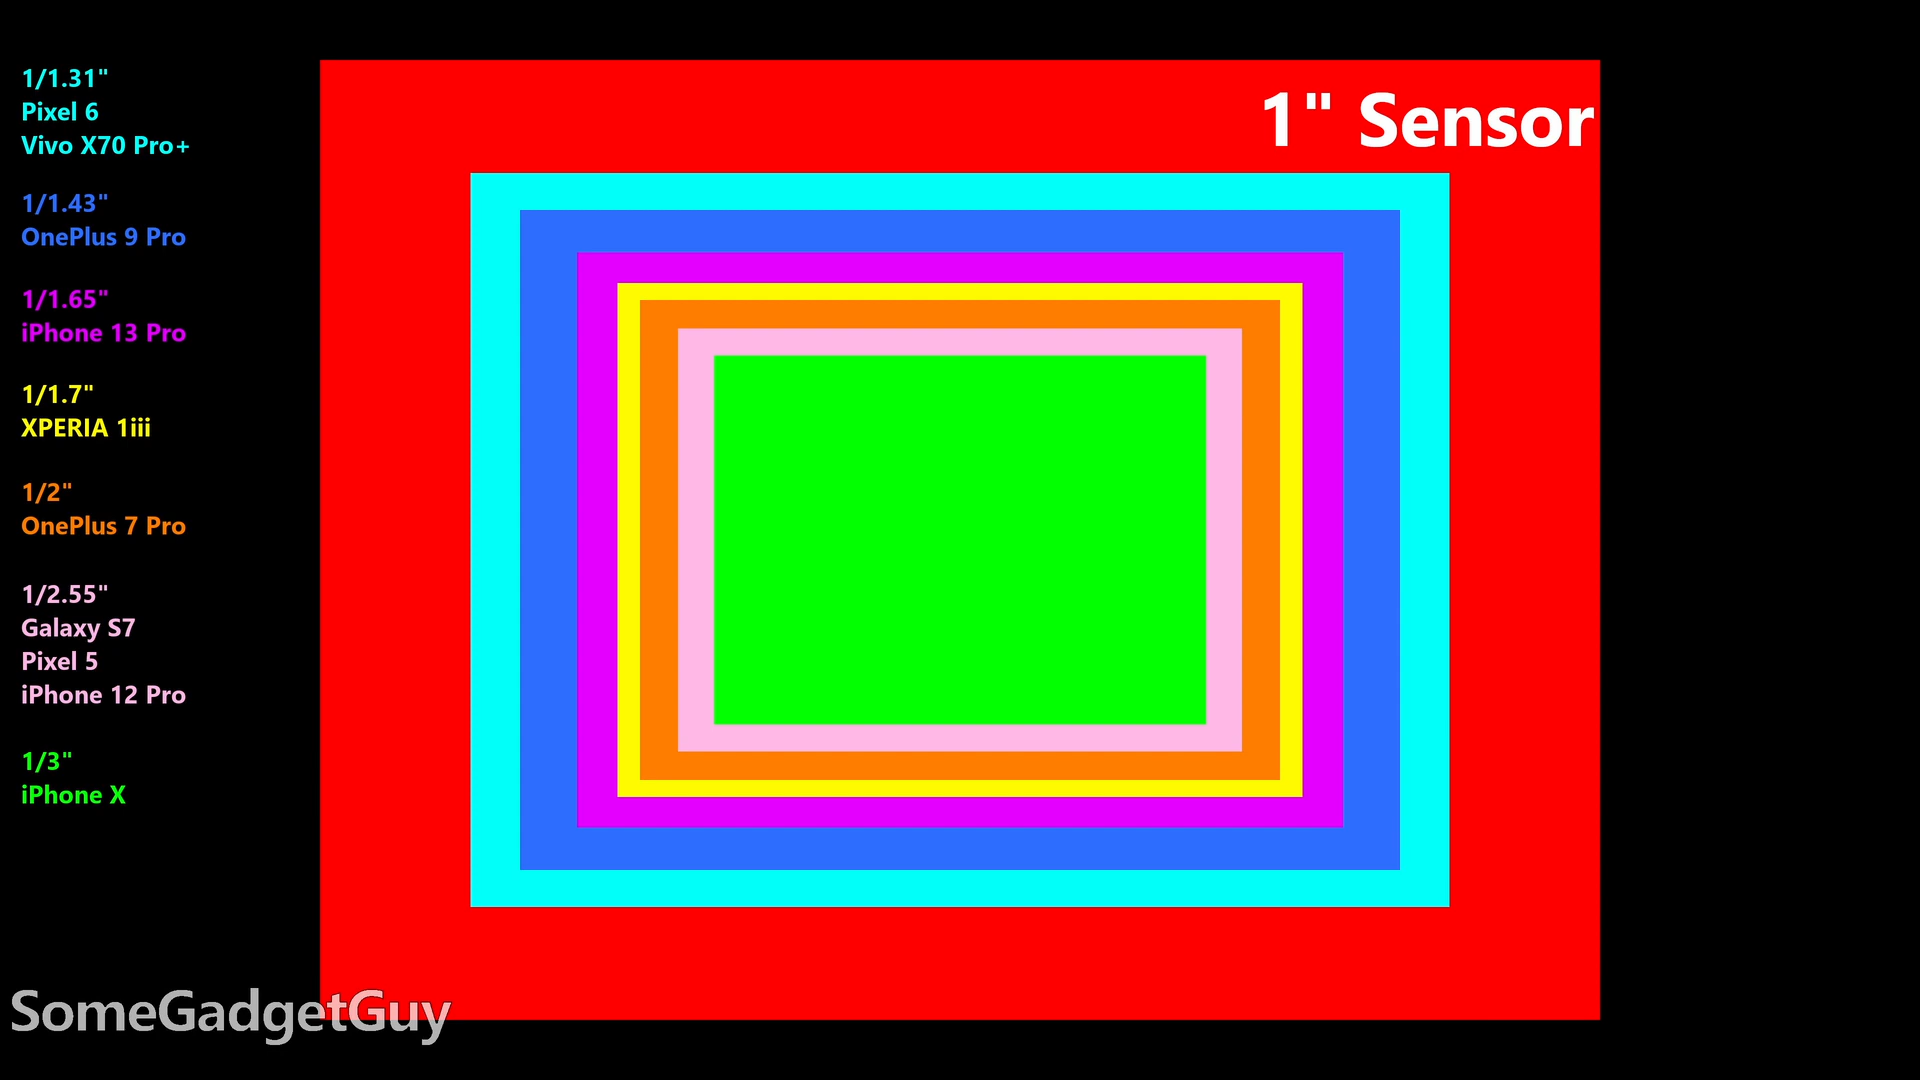 1/1.31"
Pixel 6
Vivo X70 Pro+
1/1.43"
OnePlus 9 Pro
1/1.65"
iPhone 13 Pro
1/1.7"
XPERIA 1iii
1/2"
OnePlus 7 Pro
1/2.55"
Galaxy S7
Pixel 5
iPhone 12 Pro
1/3"
iPhone X
1" Sensor
SomeGadgetGuy